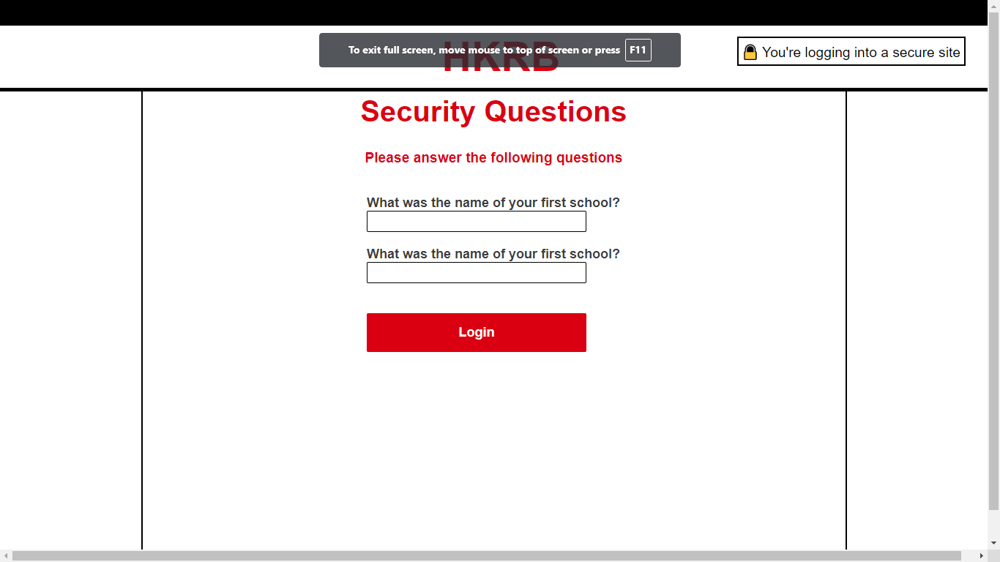 HKRB
To exit full screen, move mouse to top of screen or press F11
You're logging into a secure site
Security Questions
Please answer the following questions
What was the name of your first school?
What was the name of your first school?
Login